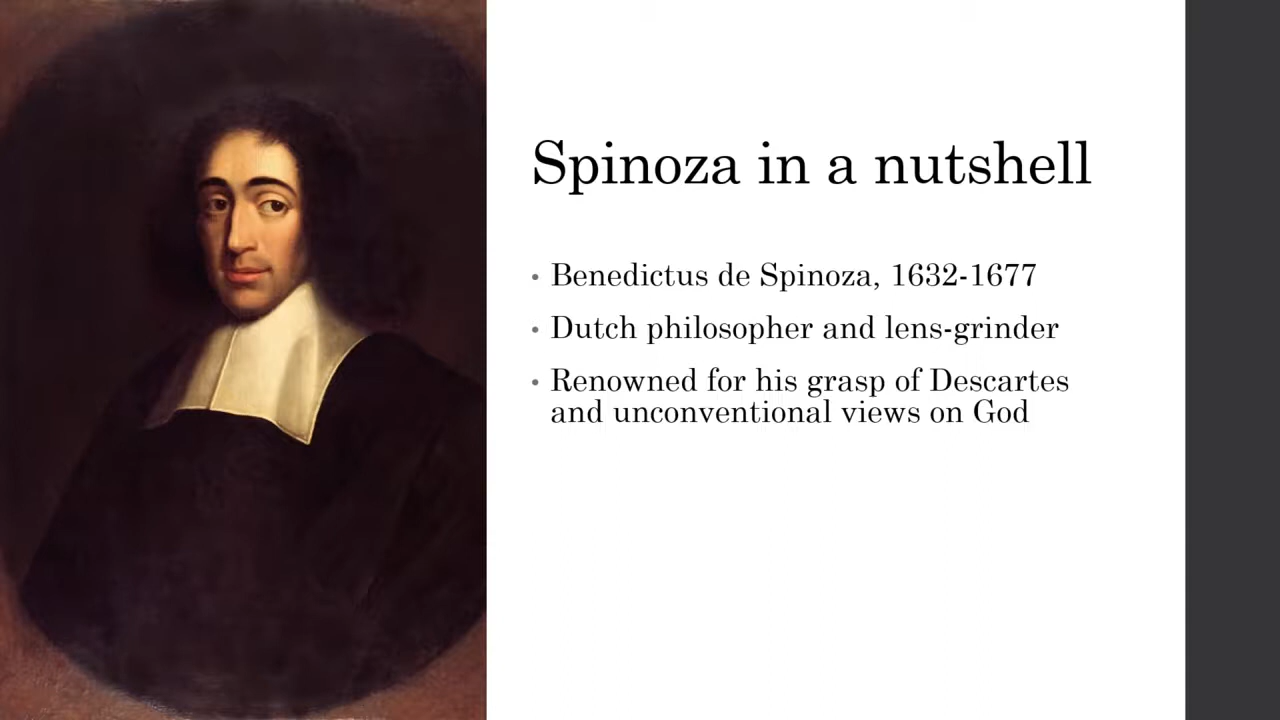 Spinoza in a nutshell
• Benedictus de Spinoza, 1632-1677
• Dutch philosopher and lens-grinder
• Renowned for his grasp of Descartes
and unconventional views on God